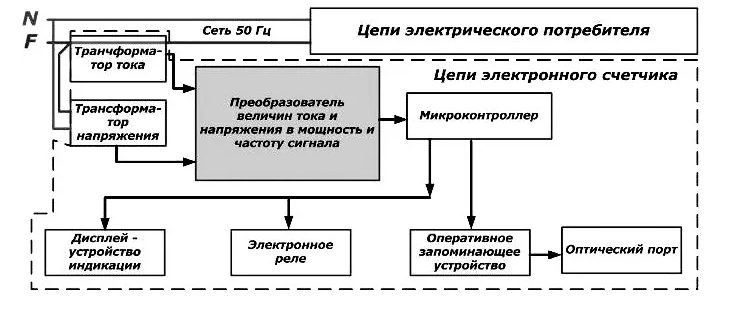 N
F
Сеть 50 Гц
Цепи электрического потребителя
Транчформа-
тор тока
Цепи электронного счетчика
Трансформа-
тор
напряжения
Преобразователь
величин тока и
напряжения в мощность и
частоту сигнала
Микроконтроллер
Дисплей -
устройство
индикации
Электронное
реле
Оперативное
запоминающее
устройство
Оптический порт